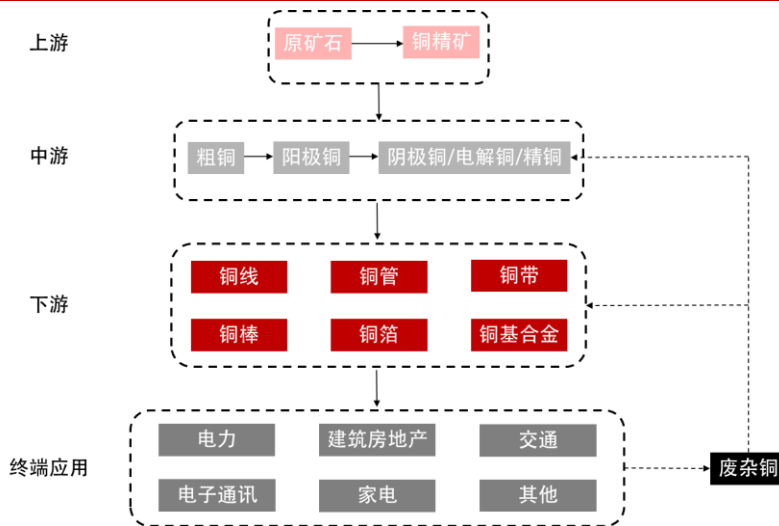 上游
原矿石
铜精矿
中游
粗铜
阳极铜
阴极铜/电解铜/精铜
下游
铜线
铜管
铜带
铜棒
铜箔
铜基合金
终端应用
电力
建筑房地产
交通
电子通讯
家电
其他
废杂铜